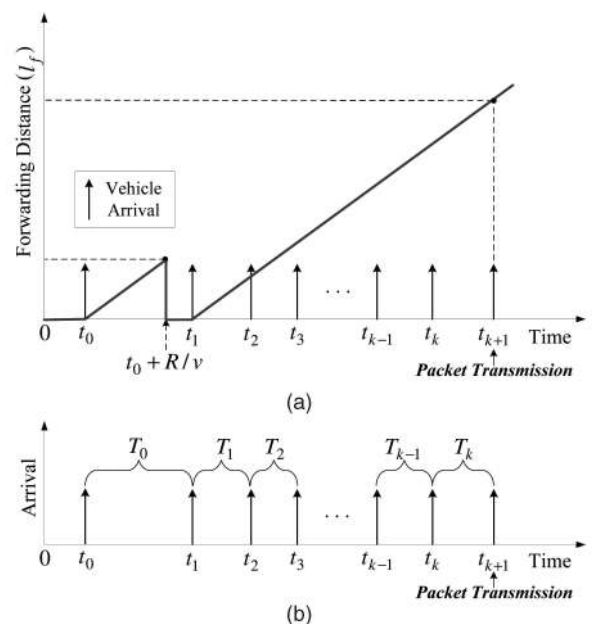 Forwarding Distance (l_f)
Vehicle
Arrival
0 t_0 t_1 t_2 t_3 . . . t_{k-1} t_k t_{k+1} Time
t_0 + R / v
Packet Transmission
(a)
Arrival
T_0 T_1 T_2 T_{k-1} T_k
. . .
0 t_0 t_1 t_2 t_3 t_{k-1} t_k t_{k+1} Time
Packet Transmission
(b)